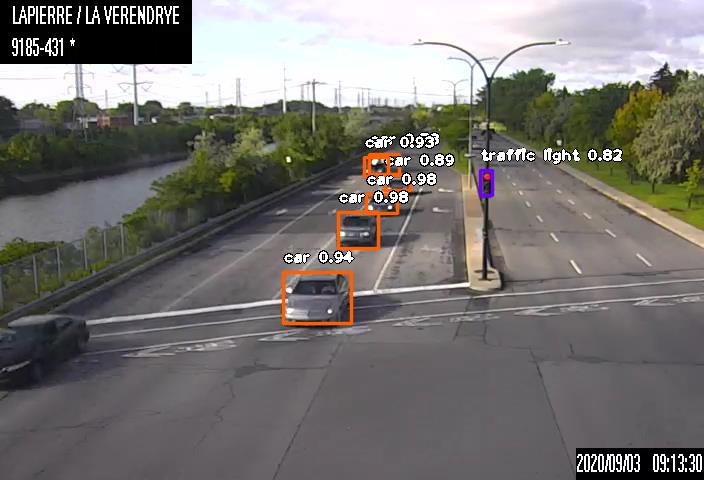 LAPIERRE / LA VERENDRYE
9185-431 *
car 0.93
car 0.89
traffic light 0.82
car 0.98
car 0.98
car 0.94
2020/09/03 09:13:30